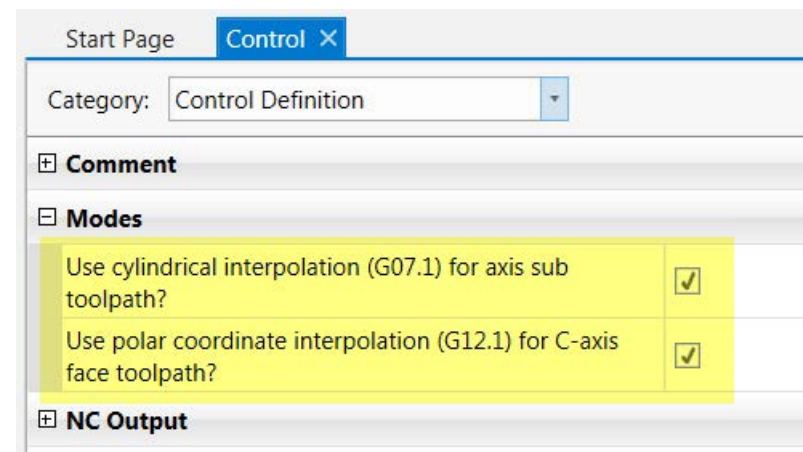 Start Page Control
Category: Control Definition
Comment
Modes
Use cylindrical interpolation (G07.1) for axis sub
toolpath?
Use polar coordinate interpolation (G12.1) for C-axis
face toolpath?
NC Output